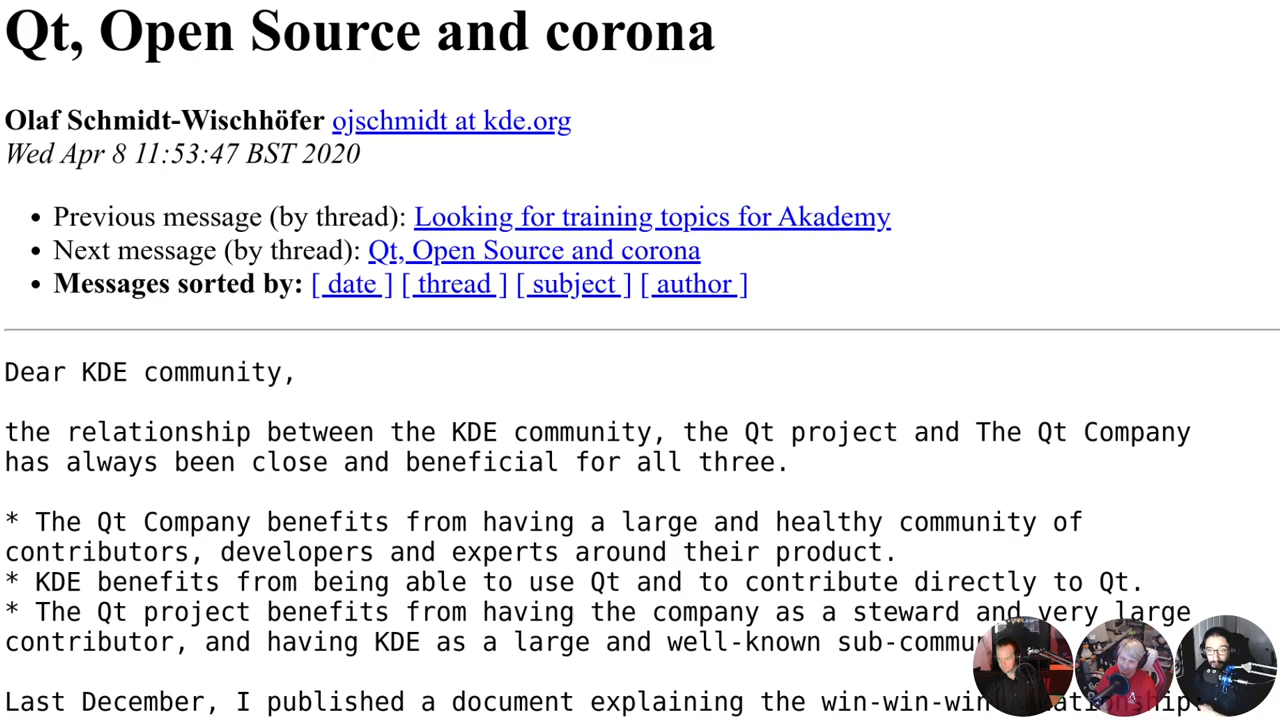 Qt, Open Source and corona
Olaf Schmidt-Wischhöfer ojschmidt at kde.org
Wed Apr 8 11:53:47 BST 2020
• Previous message (by thread): Looking for training topics for Akademy
• Next message (by thread): Qt, Open Source and corona
• Messages sorted by: [ date ] [ thread ] [ subject ] [ author ]
Dear KDE community,
the relationship between the KDE community, the Qt project and The Qt Company
has always been close and beneficial for all three.
* The Qt Company benefits from having a large and healthy community of
contributors, developers and experts around their product.
* KDE benefits from being able to use Qt and to contribute directly to Qt.
* The Qt project benefits from having the company as a steward and very large
contributor, and having KDE as a large and well-known
Last December, I published a document explaining the